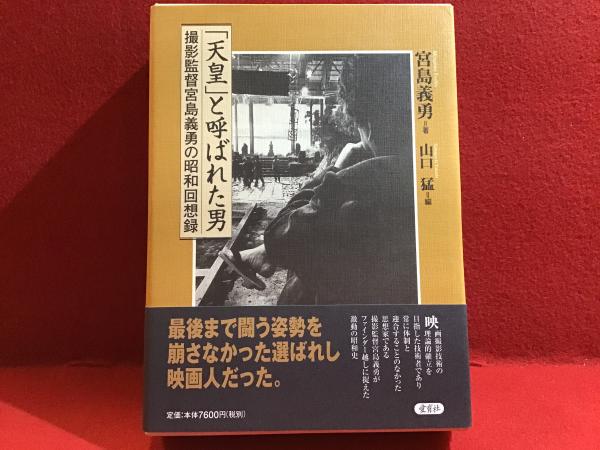 「天皇」と呼ばれた男
撮影監督宮島義勇の昭和回想録
宮島義勇=著
山口 猛=編
映画撮影技術の
理論的確立を
目指した技術者であり
常に体制と
迎合することのなかった
思想家である
撮影監督宮島義勇が
ファインダー越しに捉えた
激動の昭和史
最後まで闘う姿勢を
崩さなかった選ばれし
映画人だった。
定価:本体7600円(税別)
愛育社